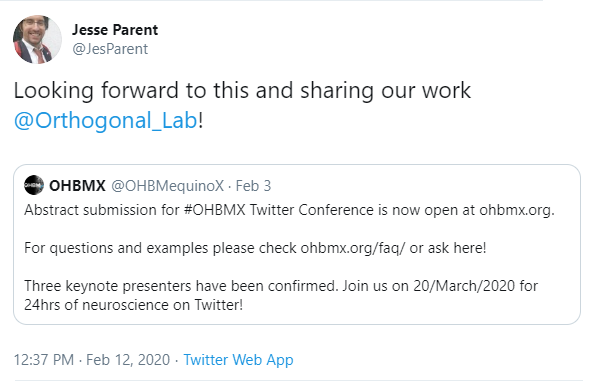 Jesse Parent
@JesParent
Looking forward to this and sharing our work
@Orthogonal_Lab!
OHBMX @OHBMequinoX · Feb 3
Abstract submission for #OHBMX Twitter Conference is now open at ohbmx.org.
For questions and examples please check ohbmx.org/faq/ or ask here!
Three keynote presenters have been confirmed. Join us on 20/March/2020 for
24hrs of neuroscience on Twitter!
12:37 PM · Feb 12, 2020 · Twitter Web App